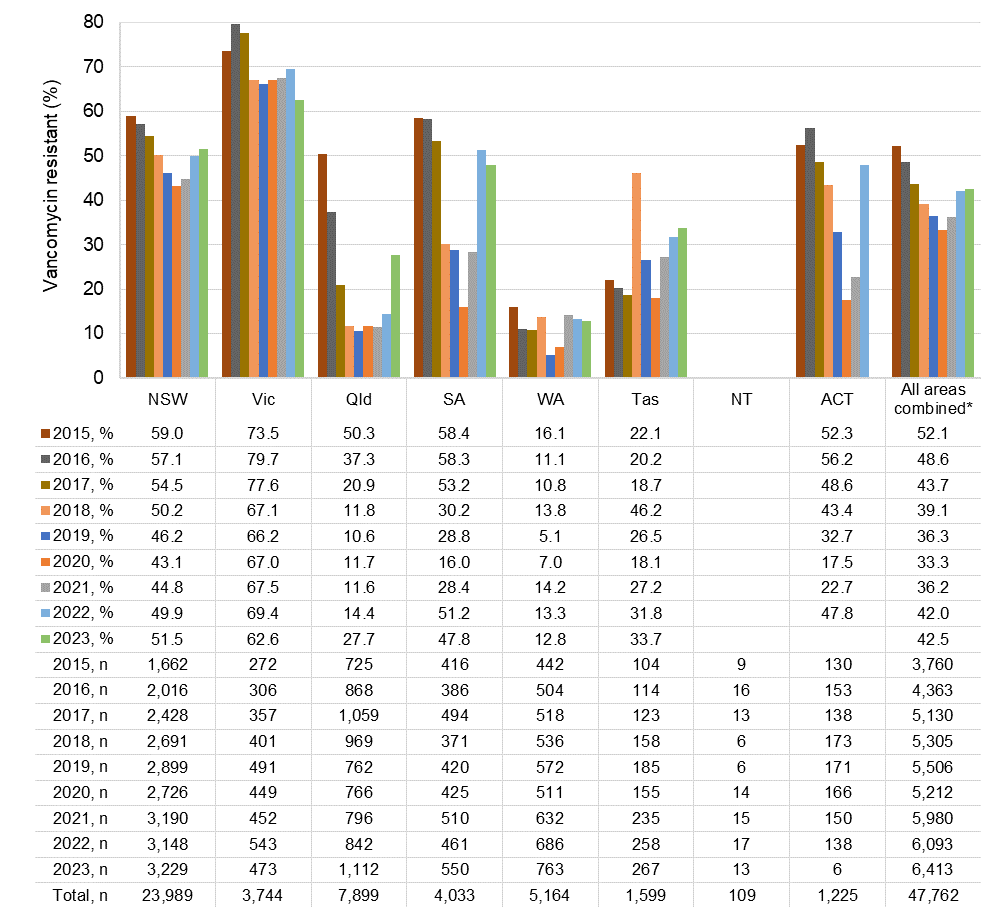 80
70
60
50
40
30
20
10
0
Vancomycin resistant (%)
NSW Vic Qld SA WA Tas NT ACT All areas combined*
2015, % 59.0 73.5 50.3 58.4 16.1 22.1 52.3 52.1
2016, % 57.1 79.7 37.3 58.3 11.1 20.2 56.2 48.6
2017, % 54.5 77.6 20.9 53.2 10.8 18.7 48.6 43.7
2018, % 50.2 67.1 11.8 30.2 13.8 46.2 43.4 39.1
2019, % 46.2 66.2 10.6 28.8 5.1 26.5 32.7 36.3
2020, % 43.1 67.0 11.7 16.0 7.0 18.1 17.5 33.3
2021, % 44.8 67.5 11.6 28.4 14.2 27.2 22.7 36.2
2022, % 49.9 69.4 14.4 51.2 13.3 31.8 47.8 42.0
2023, % 51.5 62.6 27.7 47.8 12.8 33.7 42.5
2015, n 1,662 272 725 416 442 104 9 130 3,760
2016, n 2,016 306 868 386 504 114 16 153 4,363
2017, n 2,428 357 1,059 494 518 123 13 138 5,130
2018, n 2,691 401 969 371 536 158 6 173 5,305
2019, n 2,899 491 762 420 572 185 6 171 5,506
2020, n 2,726 449 766 425 511 155 14 166 5,212
2021, n 3,190 452 796 510 632 235 15 150 5,980
2022, n 3,148 543 842 461 686 258 17 138 6,093
2023, n 3,229 473 1,112 550 763 267 13 6 6,413
Total, n 23,989 3,744 7,899 4,033 5,164 1,599 109 1,225 47,762